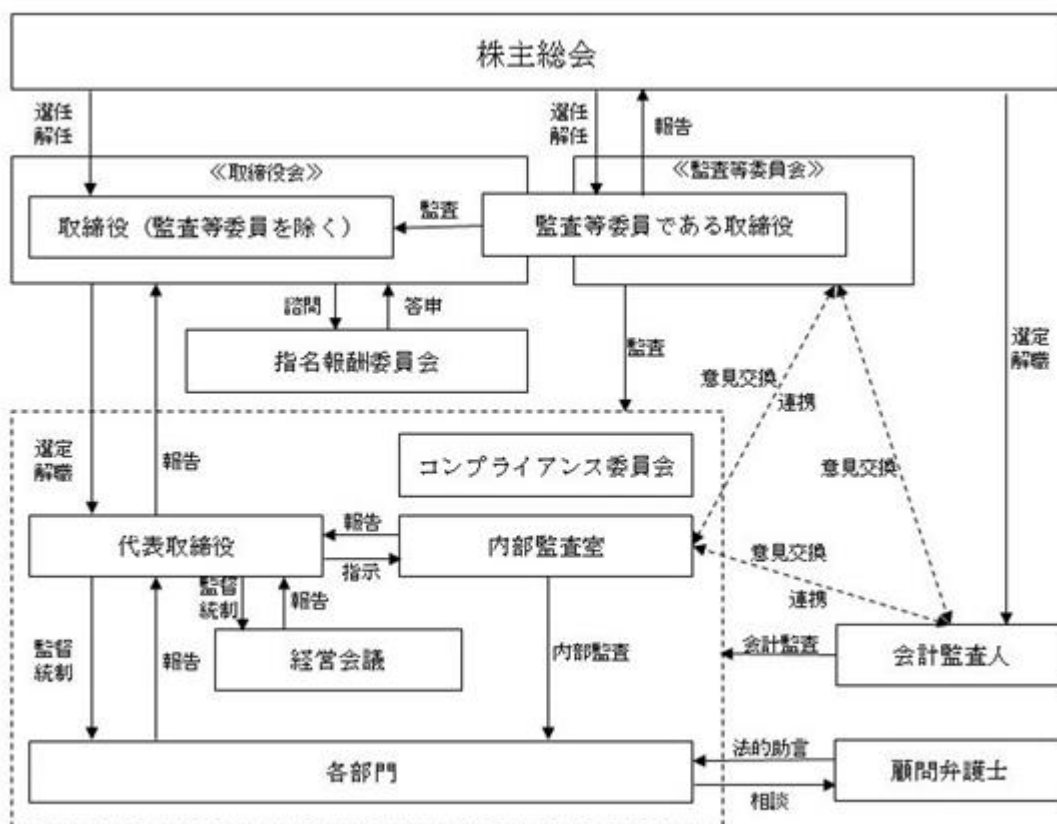 株主総会
選任
解任
選任
解任
報告
≪取締役会≫
≪監査等委員会≫
取締役（監査等委員を除く）
監査
監査等委員である取締役
諮問
答申
指名報酬委員会
監査
選定
解職
意見交換
連携
選定
解職
報告
コンプライアンス委員会
意見交換
代表取締役
報告
指示
内部監査室
意見交換
連携
監督
統制
報告
監督
統制
報告
経営会議
内部監査
会計監査
会計監査人
各部門
法的助言
相談
顧問弁護士